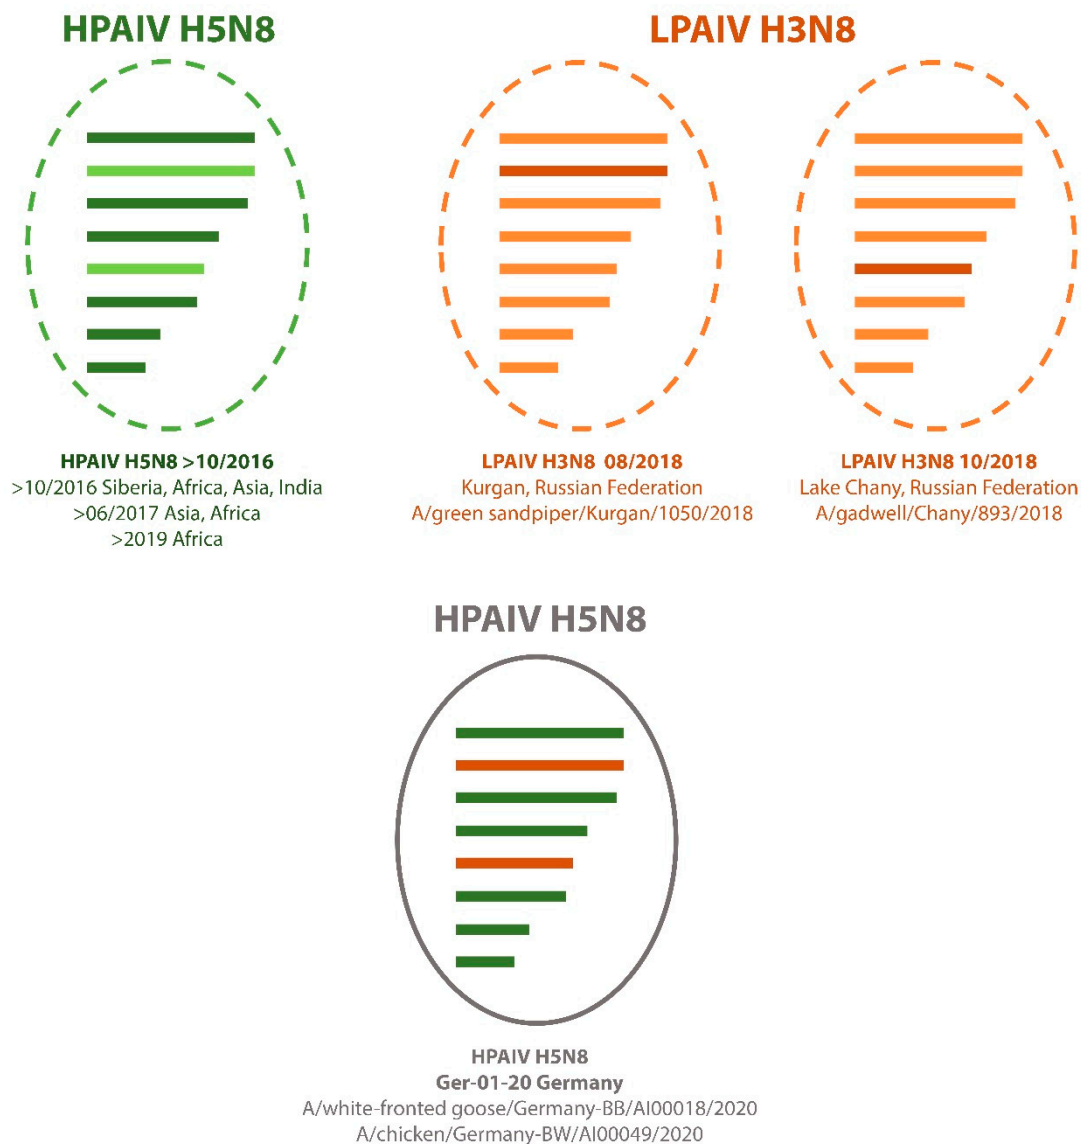 HPAIV H5N8
LPAIV H3N8
HPAIV H5N8 >10/2016
>10/2016 Siberia, Africa, Asia, India
>06/2017 Asia, Africa
>2019 Africa
LPAIV H3N8 08/2018
Kurgan, Russian Federation
A/green sandpiper/Kurgan/1050/2018
LPAIV H3N8 10/2018
Lake Chany, Russian Federation
A/gadwell/Chany/893/2018
HPAIV H5N8
HPAIV H5N8
Ger-01-20 Germany
A/white-fronted goose/Germany-BB/AI00018/2020
A/chicken/Germany-BW/AI00049/2020